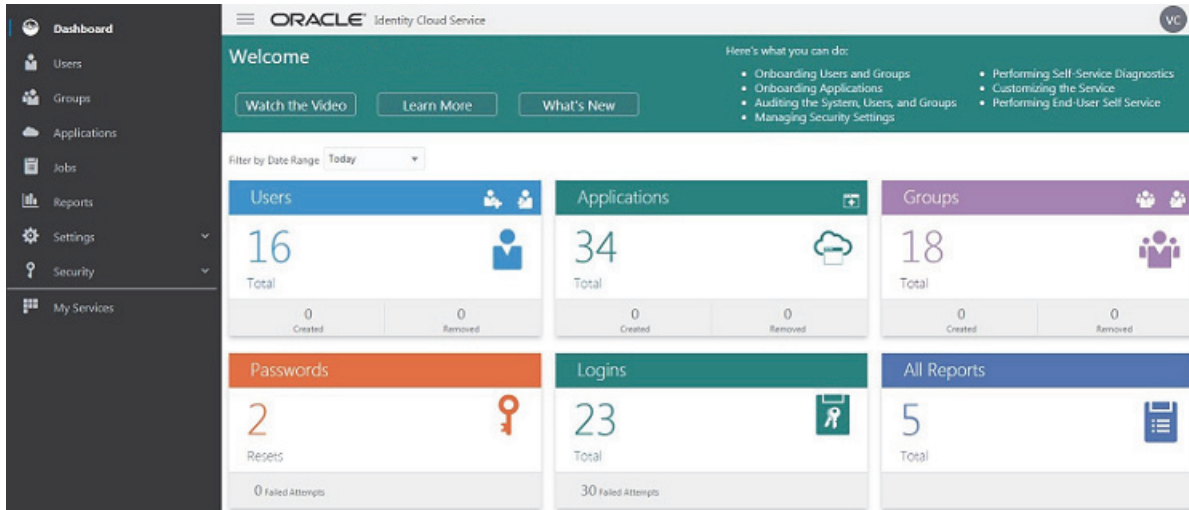 Dashboard
Users
Groups
Applications
Jobs
Reports
Settings
Security
My Services
ORACLE® Identity Cloud Service
VC
Welcome
Watch the Video
Learn More
What's New
Here's what you can do:
• Onboarding Users and Groups
• Onboarding Applications
• Auditing the System, Users, and Groups
• Managing Security Settings
• Performing Self-Service Diagnostics
• Customizing the Service
• Performing End-User Self Service
Filter by Date Range Today
Users
16
Total
0 0
Created Removed
Applications
34
Total
0 0
Created Removed
Groups
18
Total
0 0
Created Removed
Passwords
2
Resets
0 Failed Attempts
Logins
23
Total
30 Failed Attempts
All Reports
5
Total